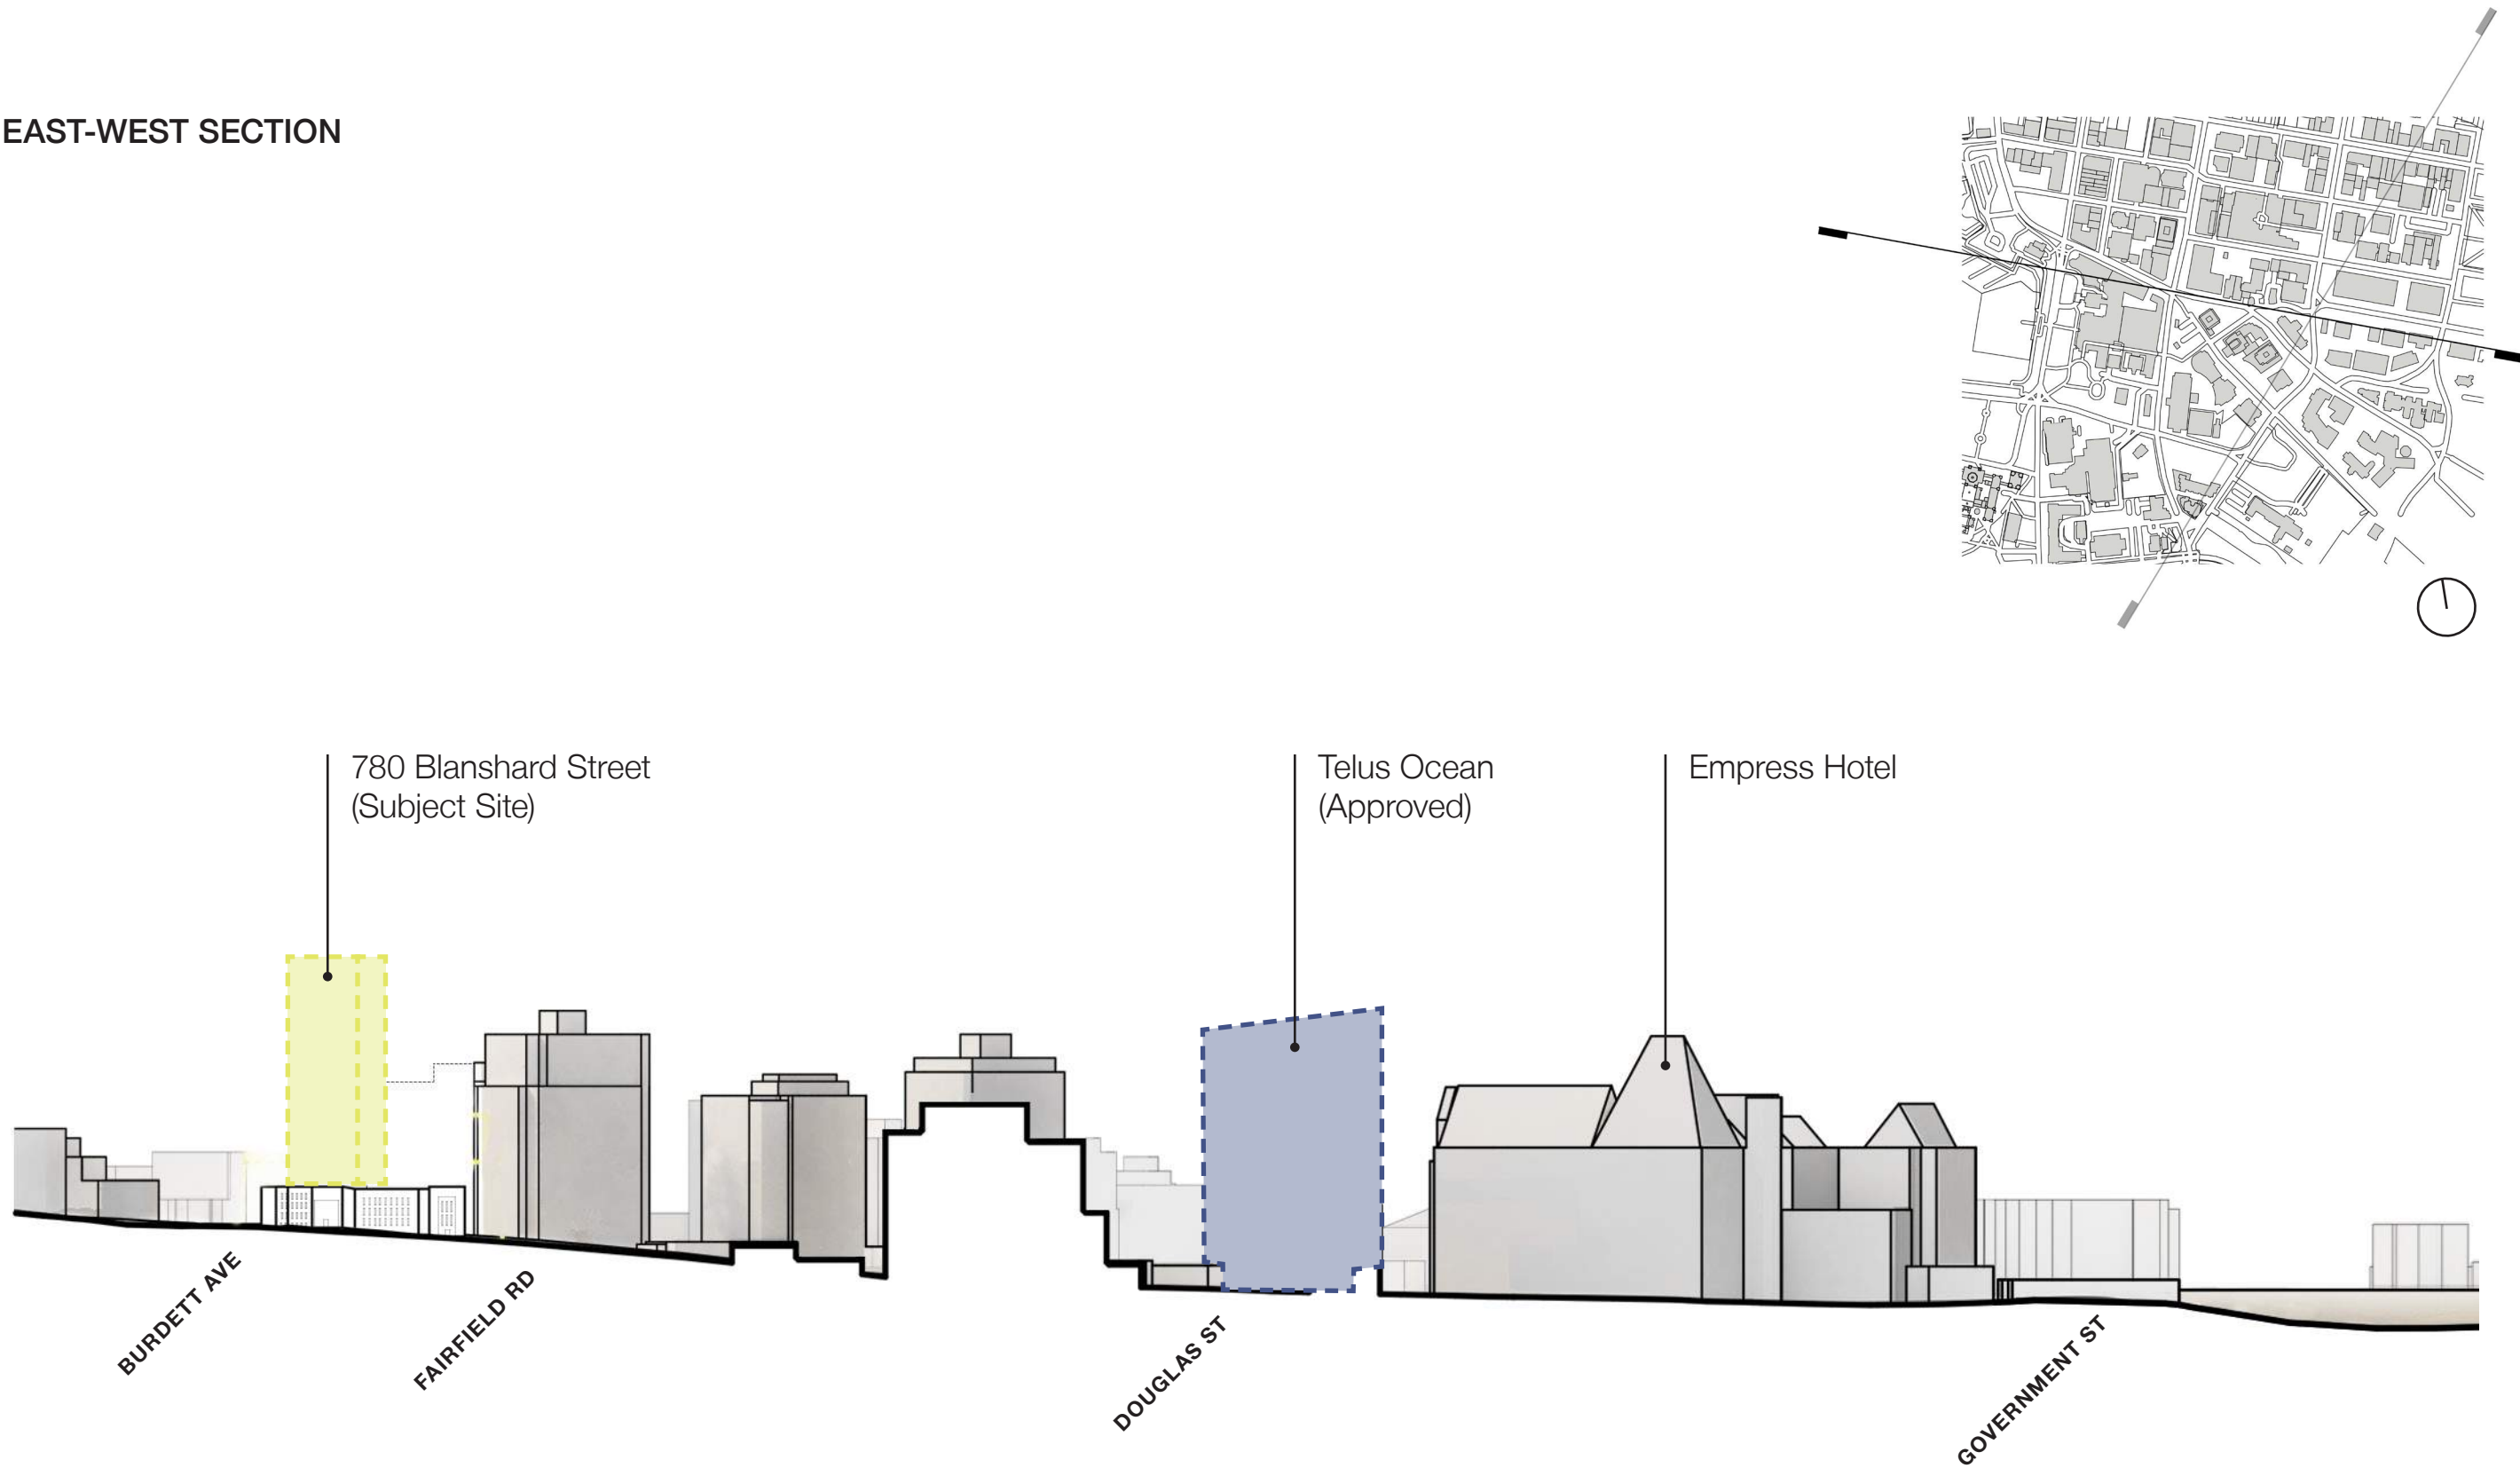 EAST-WEST SECTION
780 Blanshard Street
(Subject Site)
Telus Ocean
(Approved)
Empress Hotel
BURDETT AVE
FAIRFIELD RD
DOUGLAS ST
GOVERNMENT ST